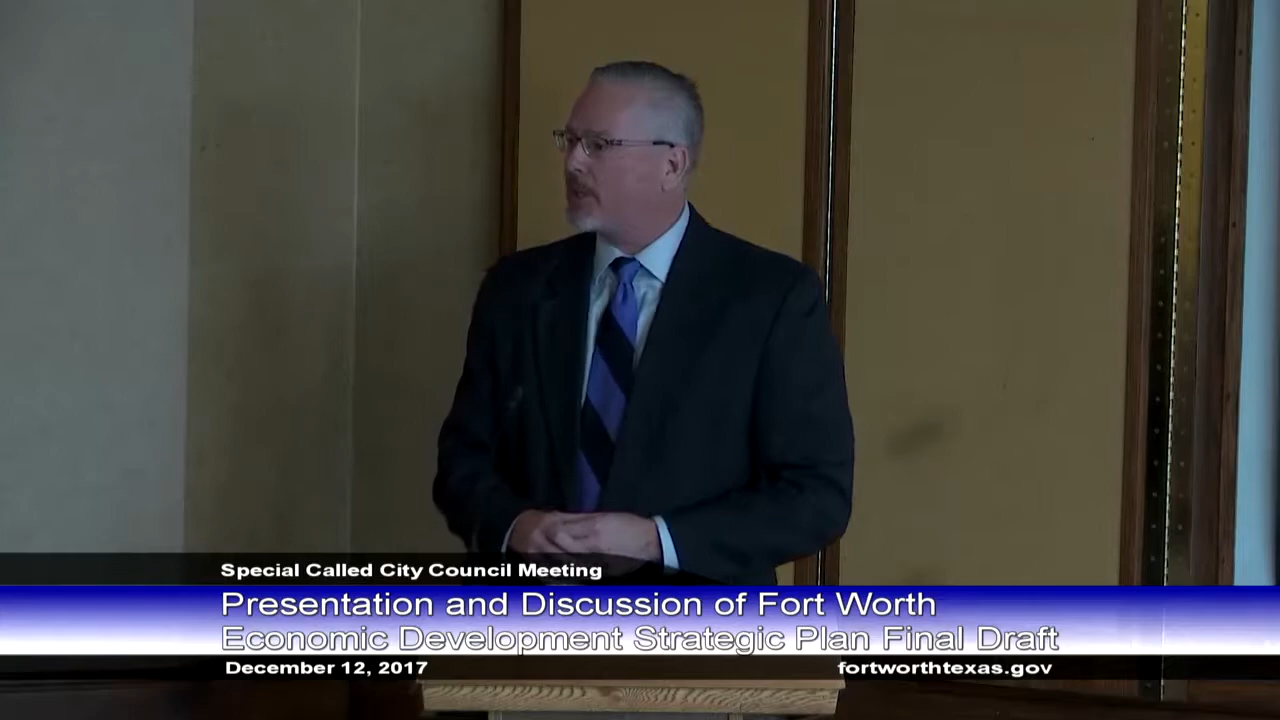 Special Called City Council Meeting
Presentation and Discussion of Fort Worth
Economic Development Strategic Plan Final Draft
December 12, 2017 fortworthtexas.gov